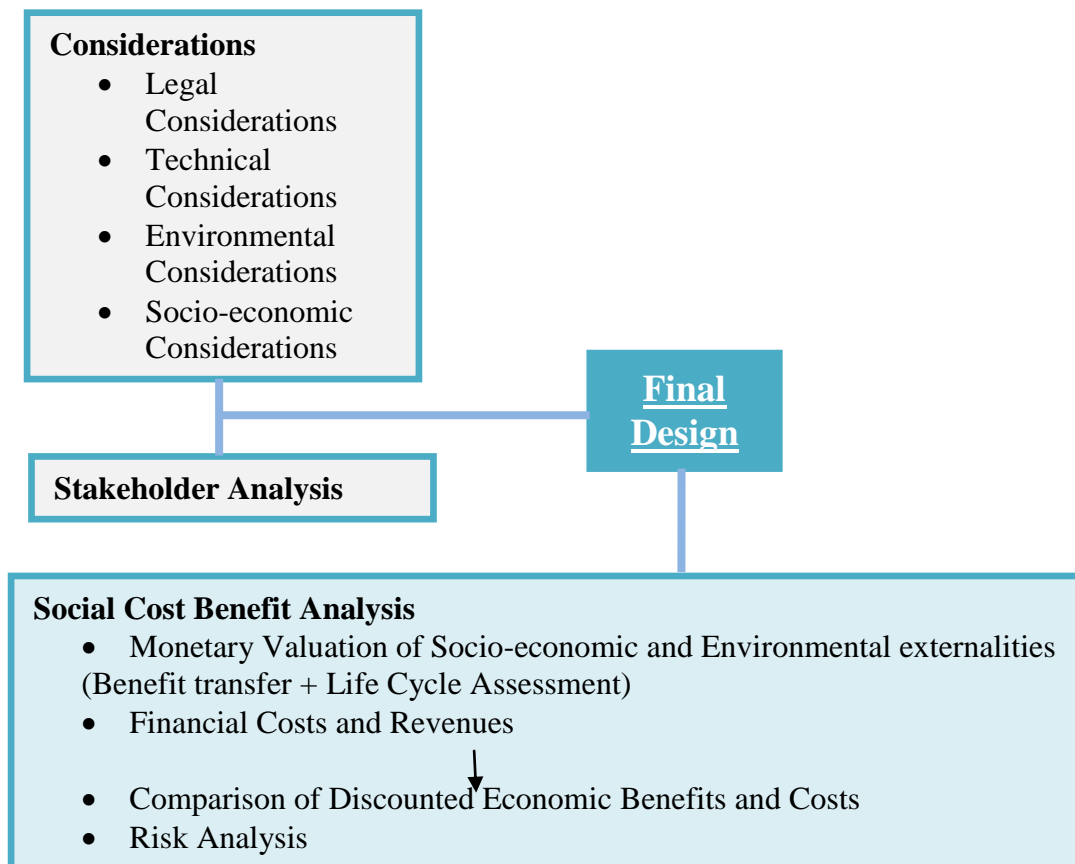 Considerations
• Legal
Considerations
• Technical
Considerations
• Environmental
Considerations
• Socio-economic
Considerations
Final
Design
Stakeholder Analysis
Social Cost Benefit Analysis
• Monetary Valuation of Socio-economic and Environmental externalities
(Benefit transfer + Life Cycle Assessment)
• Financial Costs and Revenues
• Comparison of Discounted Economic Benefits and Costs
• Risk Analysis